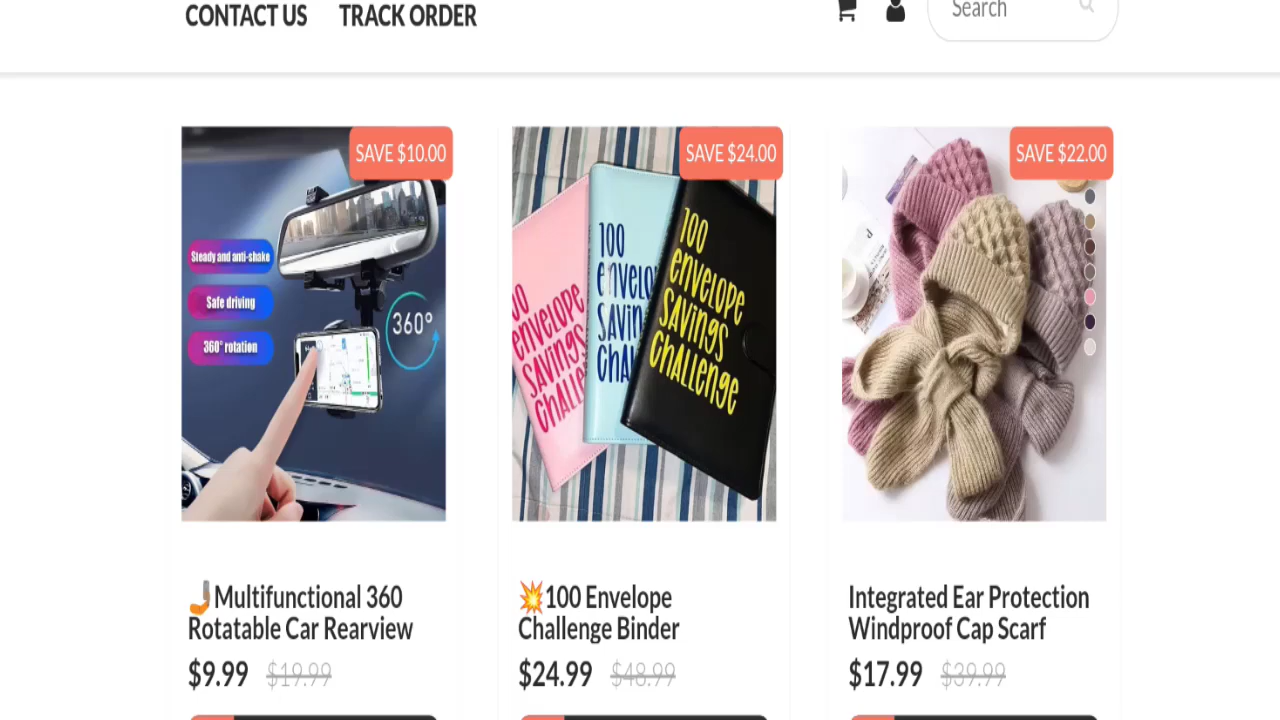 CONTACT US TRACK ORDER Search
SAVE $10.00 SAVE $24.00 SAVE $22.00
Steady and anti-shake
Safe driving
360° rotation
360°
envelope
savings
100
100
envelope
savings
challenge
Multifunctional 360
Rotatable Car Rearview
$9.99 $19.99
100 Envelope
Challenge Binder
$24.99 $48.99
Integrated Ear Protection
Windproof Cap Scarf
$17.99 $39.99